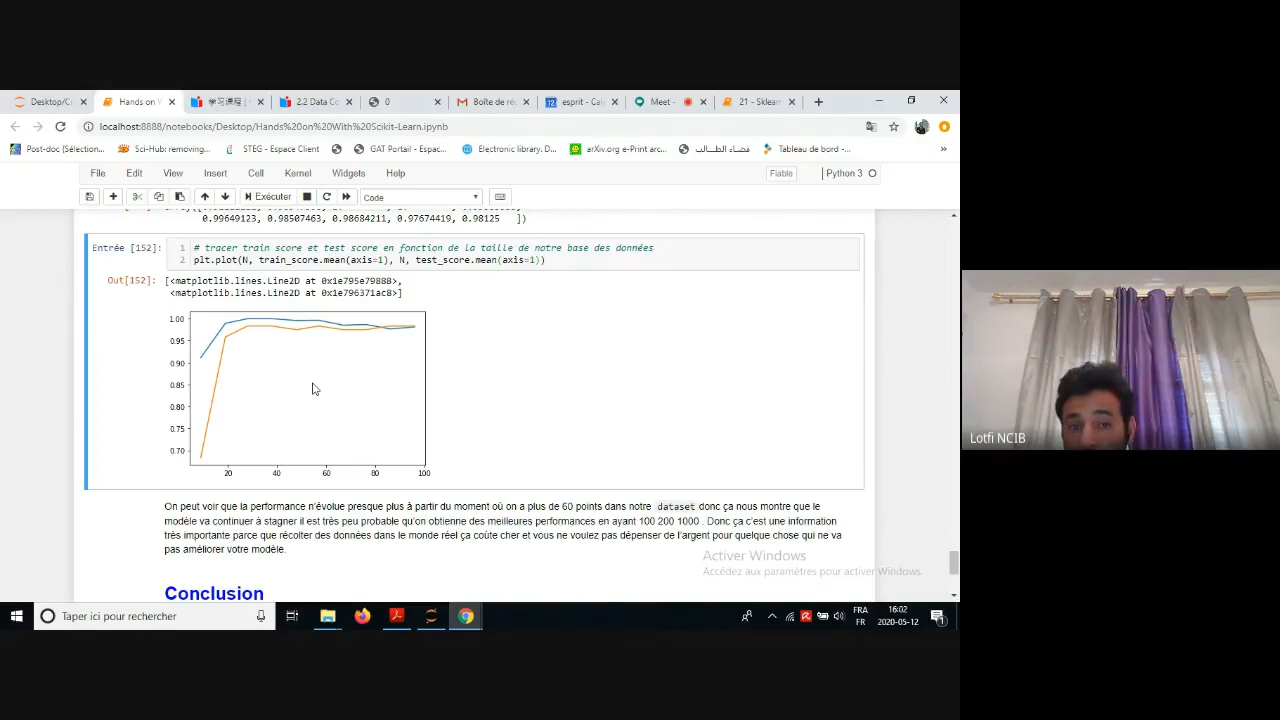 Desktop/C
Hands on V
学习课程
2.2 Data Co
0
Boîte de ré
esprit - Cale
Meet -
21 - Sklearn
localhost:8888/notebooks/Desktop/Hands%20on%20With%20Scikit-Learn.ipynb
Post-doc (Sélection...
Sci-Hub: removing...
STEG - Espace Client
GAT Portail - Espac...
Electronic library. D...
arXiv.org e-Print arc...
فضاء الطالب
Tableau de bord -...
»
File Edit View Insert Cell Kernel Widgets Help
Fiable
Python 3
Exécuter
Code
0.99649123, 0.98507463, 0.98684211, 0.97674419, 0.98125 ])
Entrée [152]:
1 # tracer train score et test score en fonction de la taille de notre base des données
2 plt.plot(N, train_score.mean(axis=1), N, test_score.mean(axis=1))
Out[152]: [<matplotlib.lines.Line2D at 0x1e795e79888>,
<matplotlib.lines.Line2D at 0x1e796371ac8>]
1.00
0.95
0.90
0.85
0.80
0.75
0.70
20 40 60 80 100
On peut voir que la performance n'évolue presque plus à partir du moment où on a plus de 60 points dans notre dataset donc ça nous montre que le
modèle va continuer à stagner il est très peu probable qu'on obtienne des meilleures performances en ayant 100 200 1000 . Donc ça c'est une information
très importante parce que récolter des données dans le monde réel ça coûte cher et vous ne voulez pas dépenser de l'argent pour quelque chose qui ne va
pas améliorer votre modèle.
Activer Windows
Accédez aux paramètres pour activer Windows.
Conclusion
Lotfi NCIB
Taper ici pour rechercher
FRA
FR
16:02
2020-05-12
1